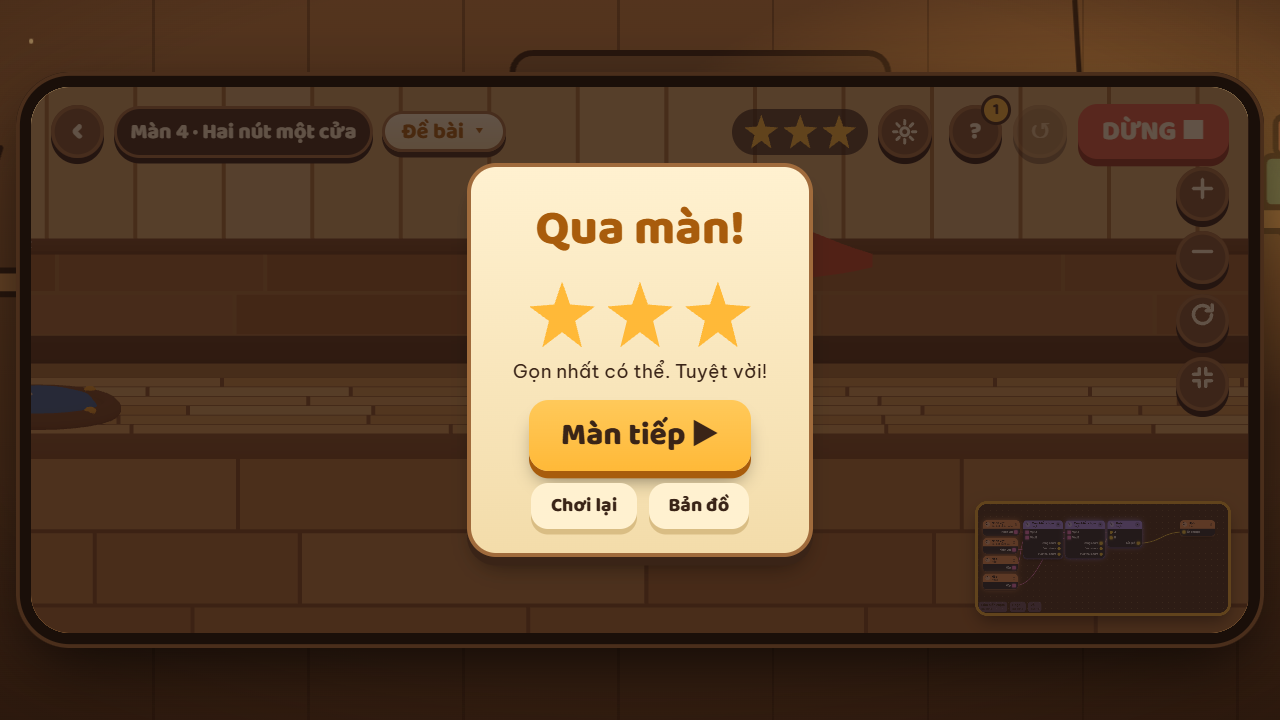 Màn 4 · Hai nút một cửa
Đề bài
?
1
DỪNG
Qua màn!
Gọn nhất có thể. Tuyệt vời!
Màn tiếp
Chơi lại
Bản đồ